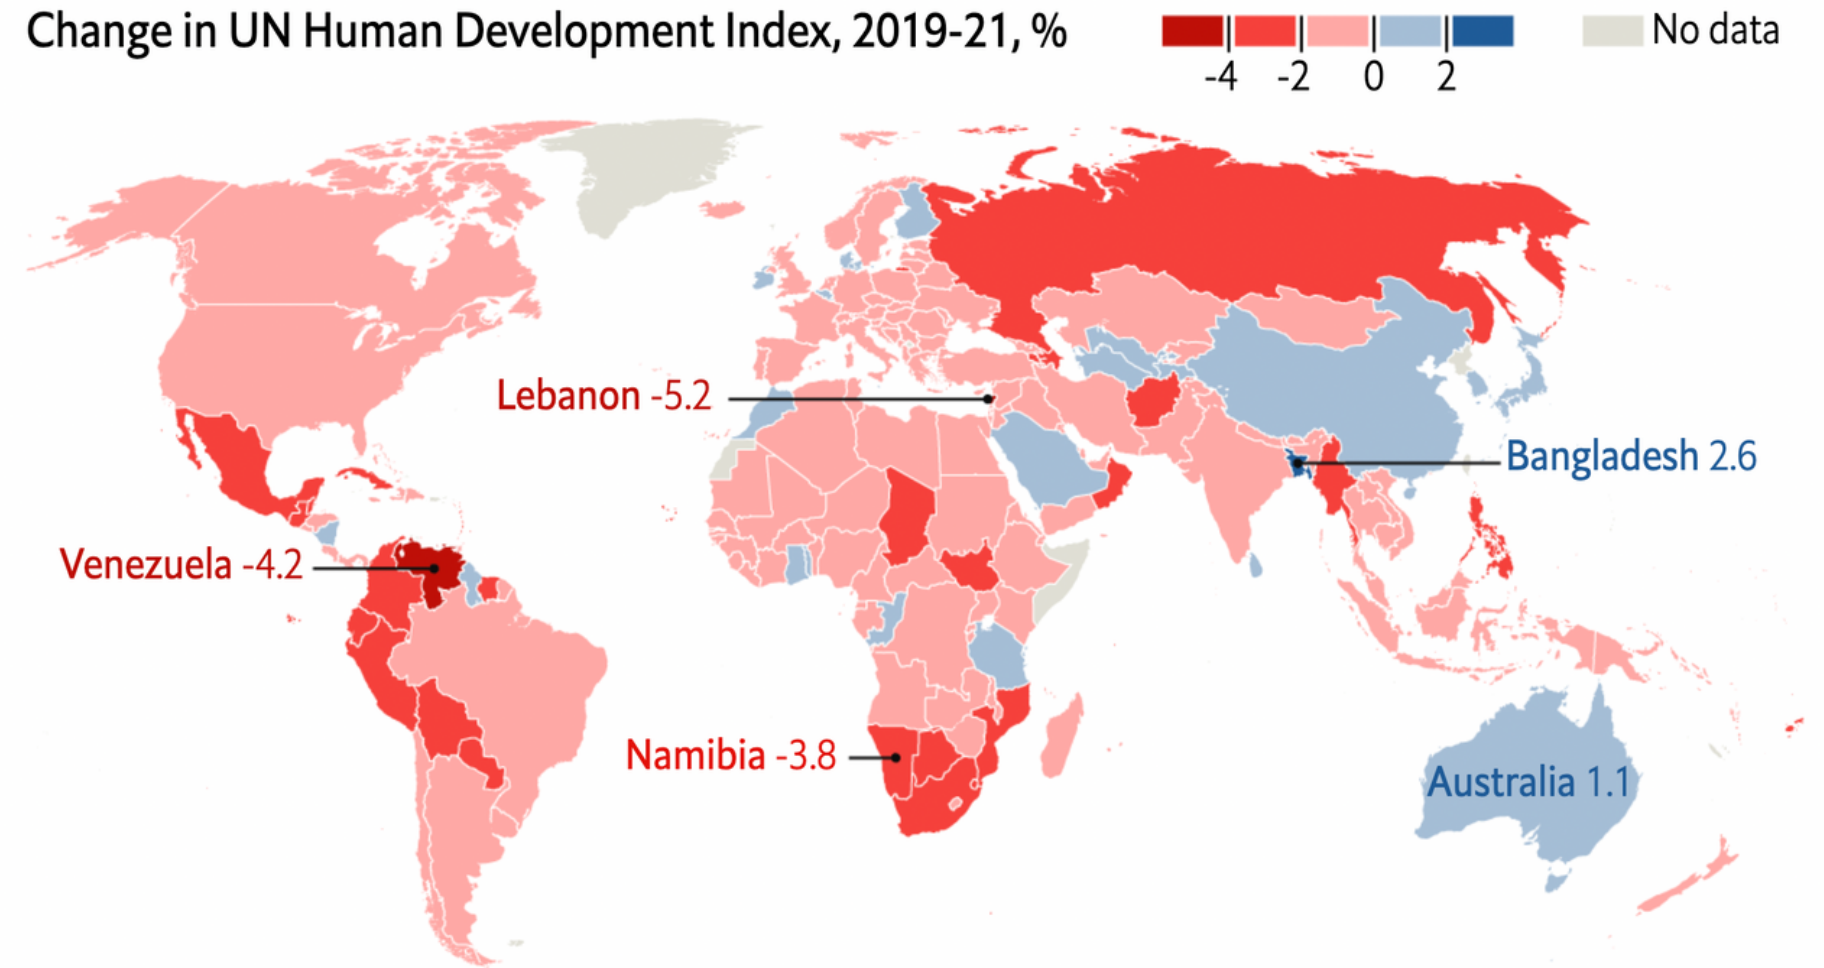 Change in UN Human Development Index, 2019-21, %
No data
-4 -2 0 2
Lebanon -5.2
Bangladesh 2.6
Venezuela -4.2
Namibia -3.8
Australia 1.1